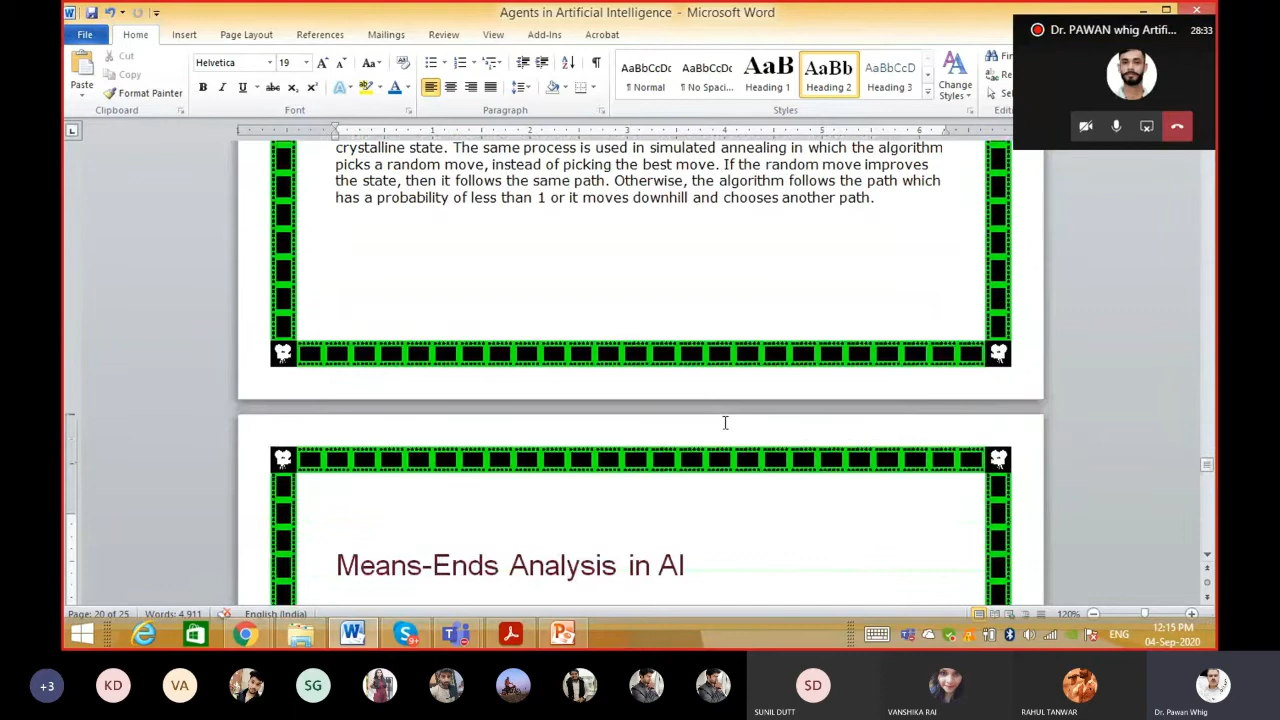 Agents in Artificial Intelligence - Microsoft Word
File Home Insert Page Layout References Mailings Review View Add-Ins Acrobat
Dr. PAWAN whig Artifi... 28:33
Paste
Cut
Copy
Format Painter
Clipboard
Helvetica 19
Font
Paragraph
AaBbCcDc AaBbCcDc AaB AaBb AaBbCcD
¶ Normal ¶ No Spaci... Heading 1 Heading 2 Heading 3
Change
Styles
Styles
crystalline state. The same process is used in simulated annealing in which the algorithm
picks a random move, instead of picking the best move. If the random move improves
the state, then it follows the same path. Otherwise, the algorithm follows the path which
has a probability of less than 1 or it moves downhill and chooses another path.
Means-Ends Analysis in AI
Page: 20 of 25 Words: 4,911 English (India) 120%
ENG
12:15 PM
04-Sep-2020
+3 KD VA SG SD
SUNIL DUTT VANSHIKA RAI RAHUL TANWAR Dr. Pawan Whig